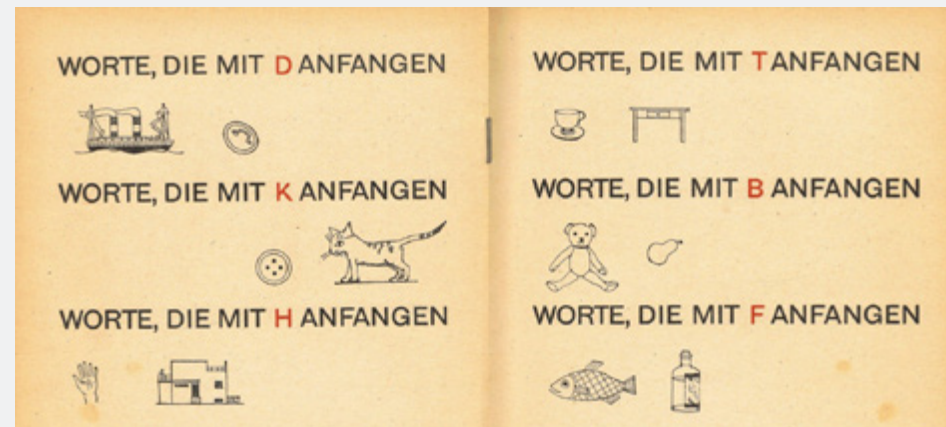 WORTE, DIE MIT D ANFANGEN
WORTE, DIE MIT K ANFANGEN
WORTE, DIE MIT H ANFANGEN
WORTE, DIE MIT T ANFANGEN
WORTE, DIE MIT B ANFANGEN
WORTE, DIE MIT F ANFANGEN